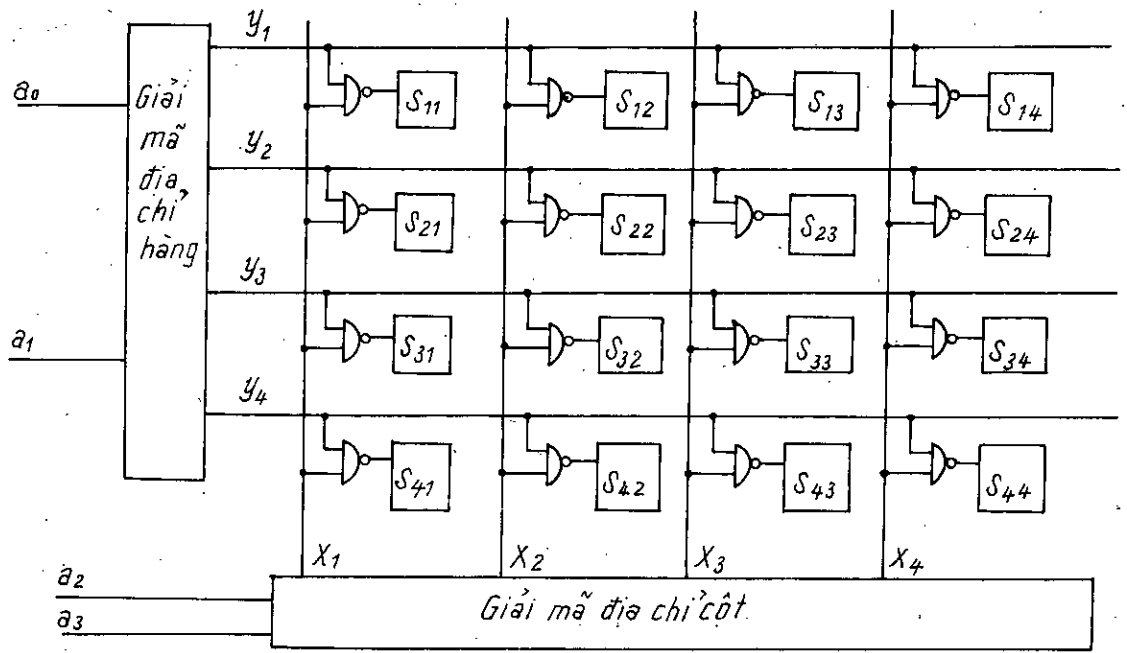 y1
a0
Giải
mã
địa
chỉ
hàng
S11
S12
S13
S14
y2
S21
S22
S23
S24
y3
a1
S31
S32
S33
S34
y4
S41
S42
S43
S44
X1
X2
X3
X4
a2
a3
Giải mã địa chỉ cột